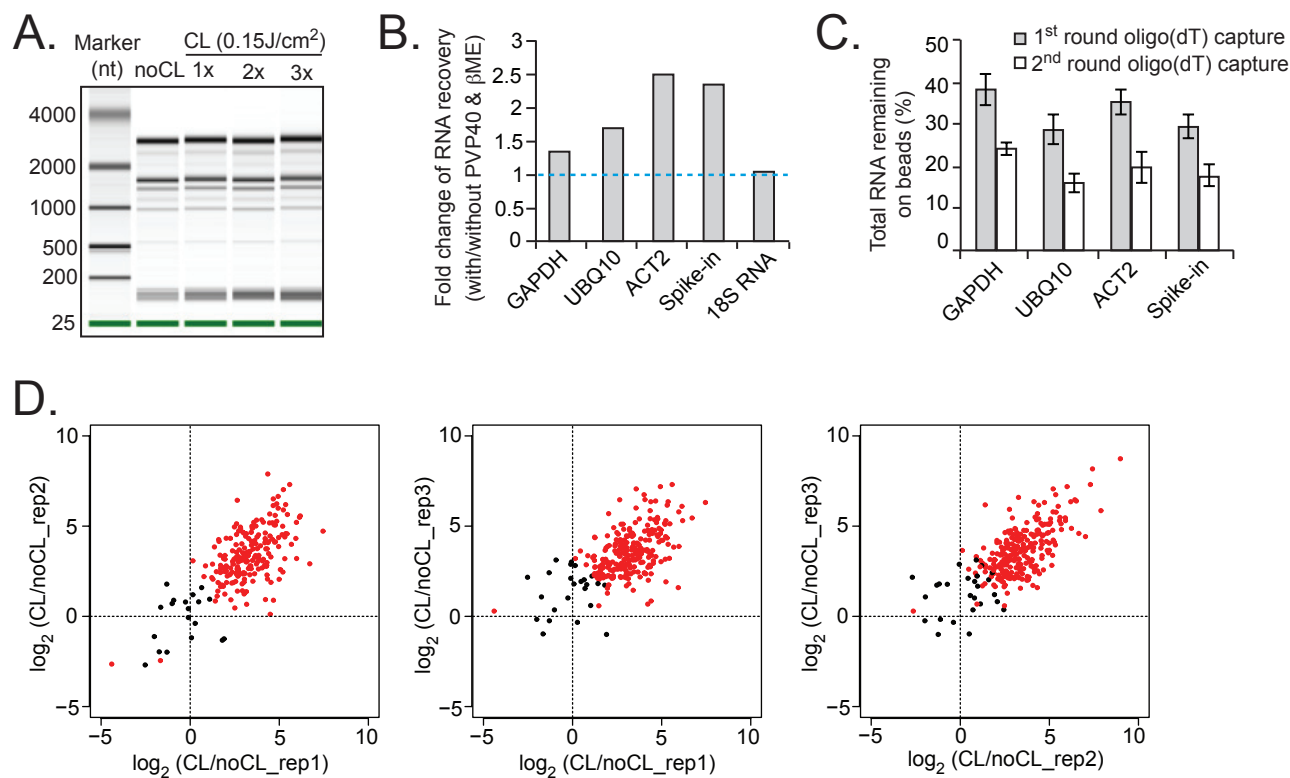 A.
Marker
(nt)
CL (0.15J/cm²)
noCL 1x 2x 3x
4000
2000
1000
500
200
25
B.
Fold change of RNA recovery
(with/without PVP40 & βME)
3
2.5
2
1.5
1
0.5
0
GAPDH
UBQ10
ACT2
Spike-in
18S RNA
C.
1st round oligo(dT) capture
2nd round oligo(dT) capture
Total RNA remaining
on beads (%)
50
40
30
20
10
0
GAPDH
UBQ10
ACT2
Spike-in
D.
log₂ (CL/noCL_rep2)
10
5
0
−5
−5 0 5 10
log₂ (CL/noCL_rep1)
log₂ (CL/noCL_rep3)
10
5
0
−5
−5 0 5 10
log₂ (CL/noCL_rep1)
log₂ (CL/noCL_rep3)
10
5
0
−5
−5 0 5 10
log₂ (CL/noCL_rep2)